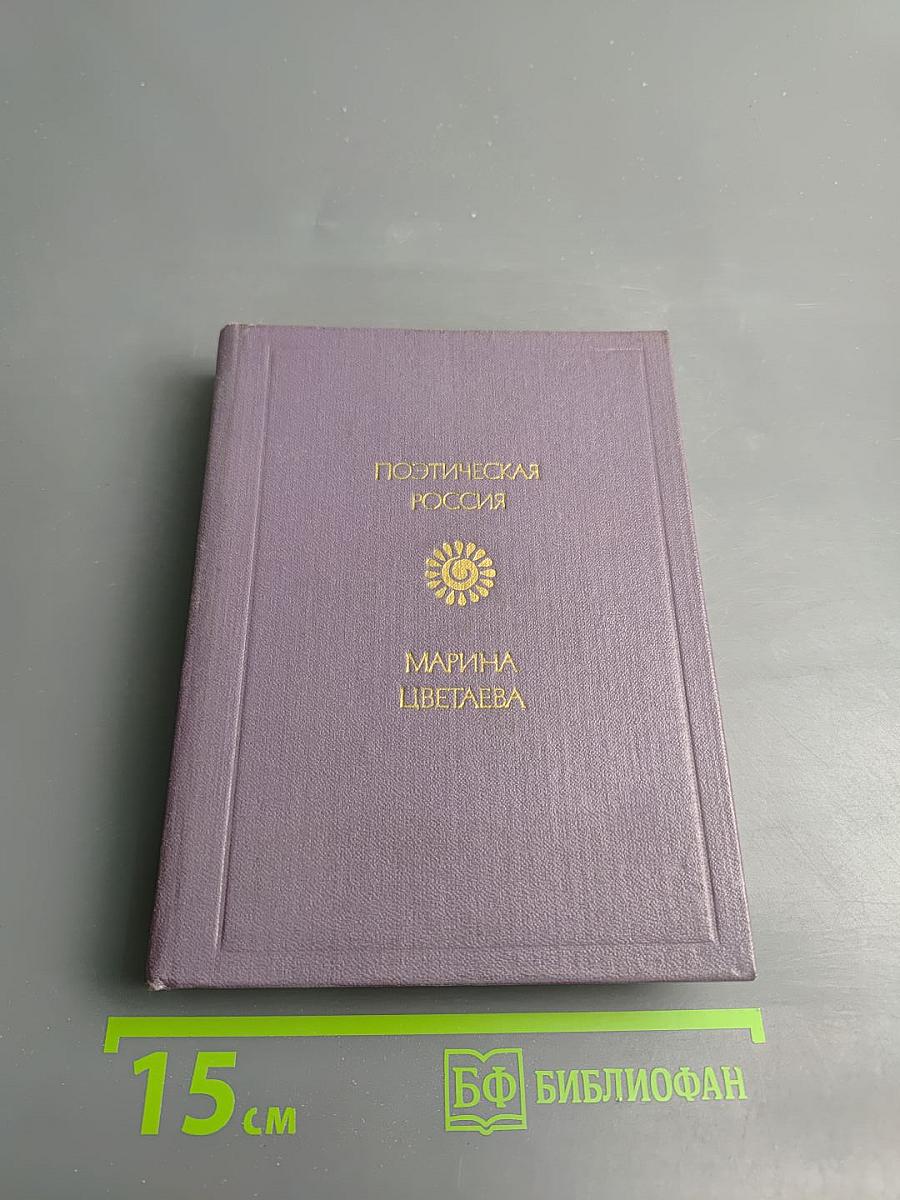 ПОЭТИЧЕСКАЯ
РОССИЯ
МАРИНА
ЦВЕТАЕВА
15 см
БФ БИБЛИОФАН